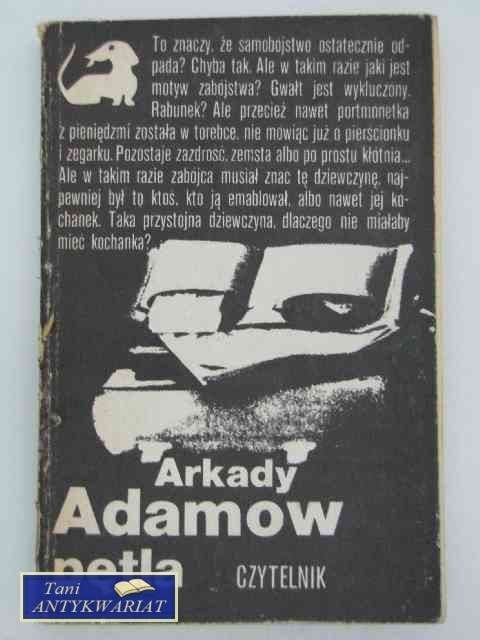 To znaczy, że samobójstwo ostatecznie od-
pada? Chyba tak. Ale w takim razie jaki jest
motyw zabójstwa? Gwałt jest wykluczony.
Rabunek? Ale przecież nawet portmonetka
z pieniędzmi została w torebce, nie mówiąc już o pierścionku
i zegarku. Pozostaje zazdrość, zemsta albo po prostu kłótnia...
Ale w takim razie zabójca musiał znać tę dziewczynę, naj-
pewniej był to ktoś, kto ją emablował, albo nawet jej ko-
chanek. Taka przystojna dziewczyna, dlaczego nie miałaby
mieć kochanka?
Arkady
Adamow
pętla
CZYTELNIK
Tani
ANTYKWARIAT